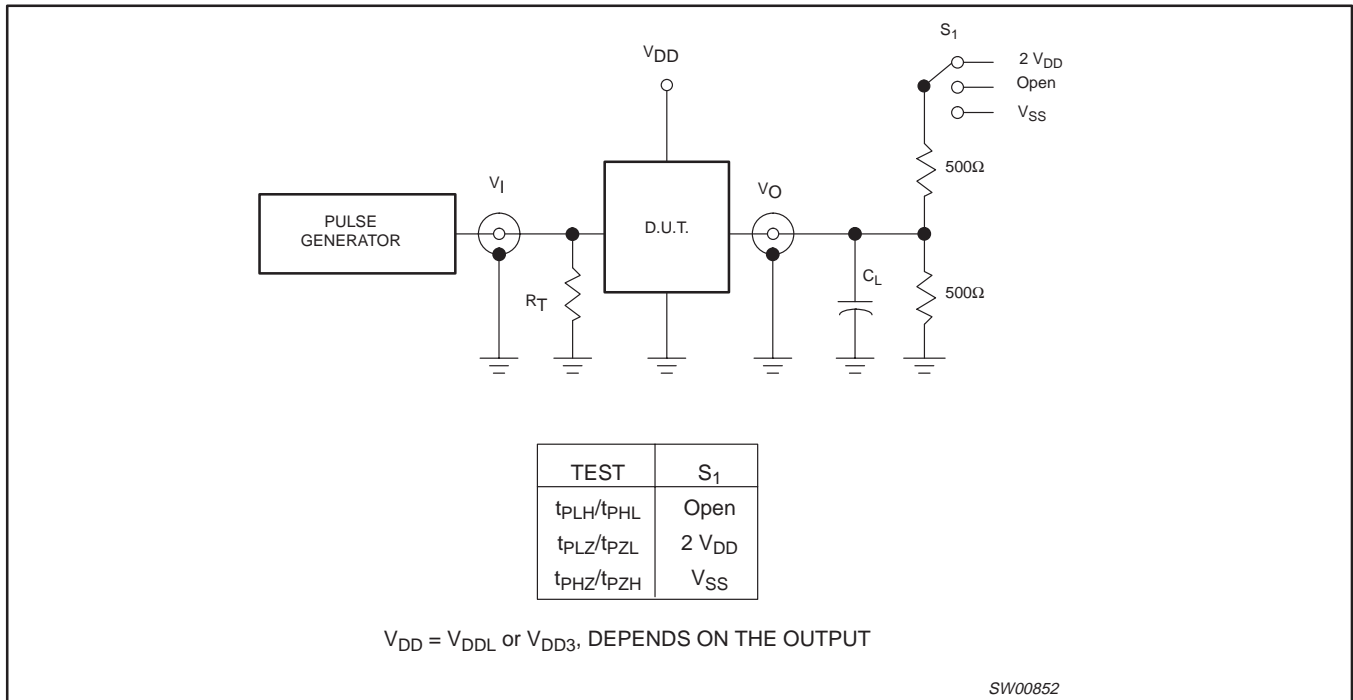 S1
2 VDD
Open
VSS
VDD
500Ω
VI
VO
PULSE
GENERATOR
D.U.T.
CL
RT
500Ω
TEST S1
tPLH/tPHL Open
tPLZ/tPZL 2 VDD
tPHZ/tPZH VSS
VDD = VDDL or VDD3, DEPENDS ON THE OUTPUT
SW00852